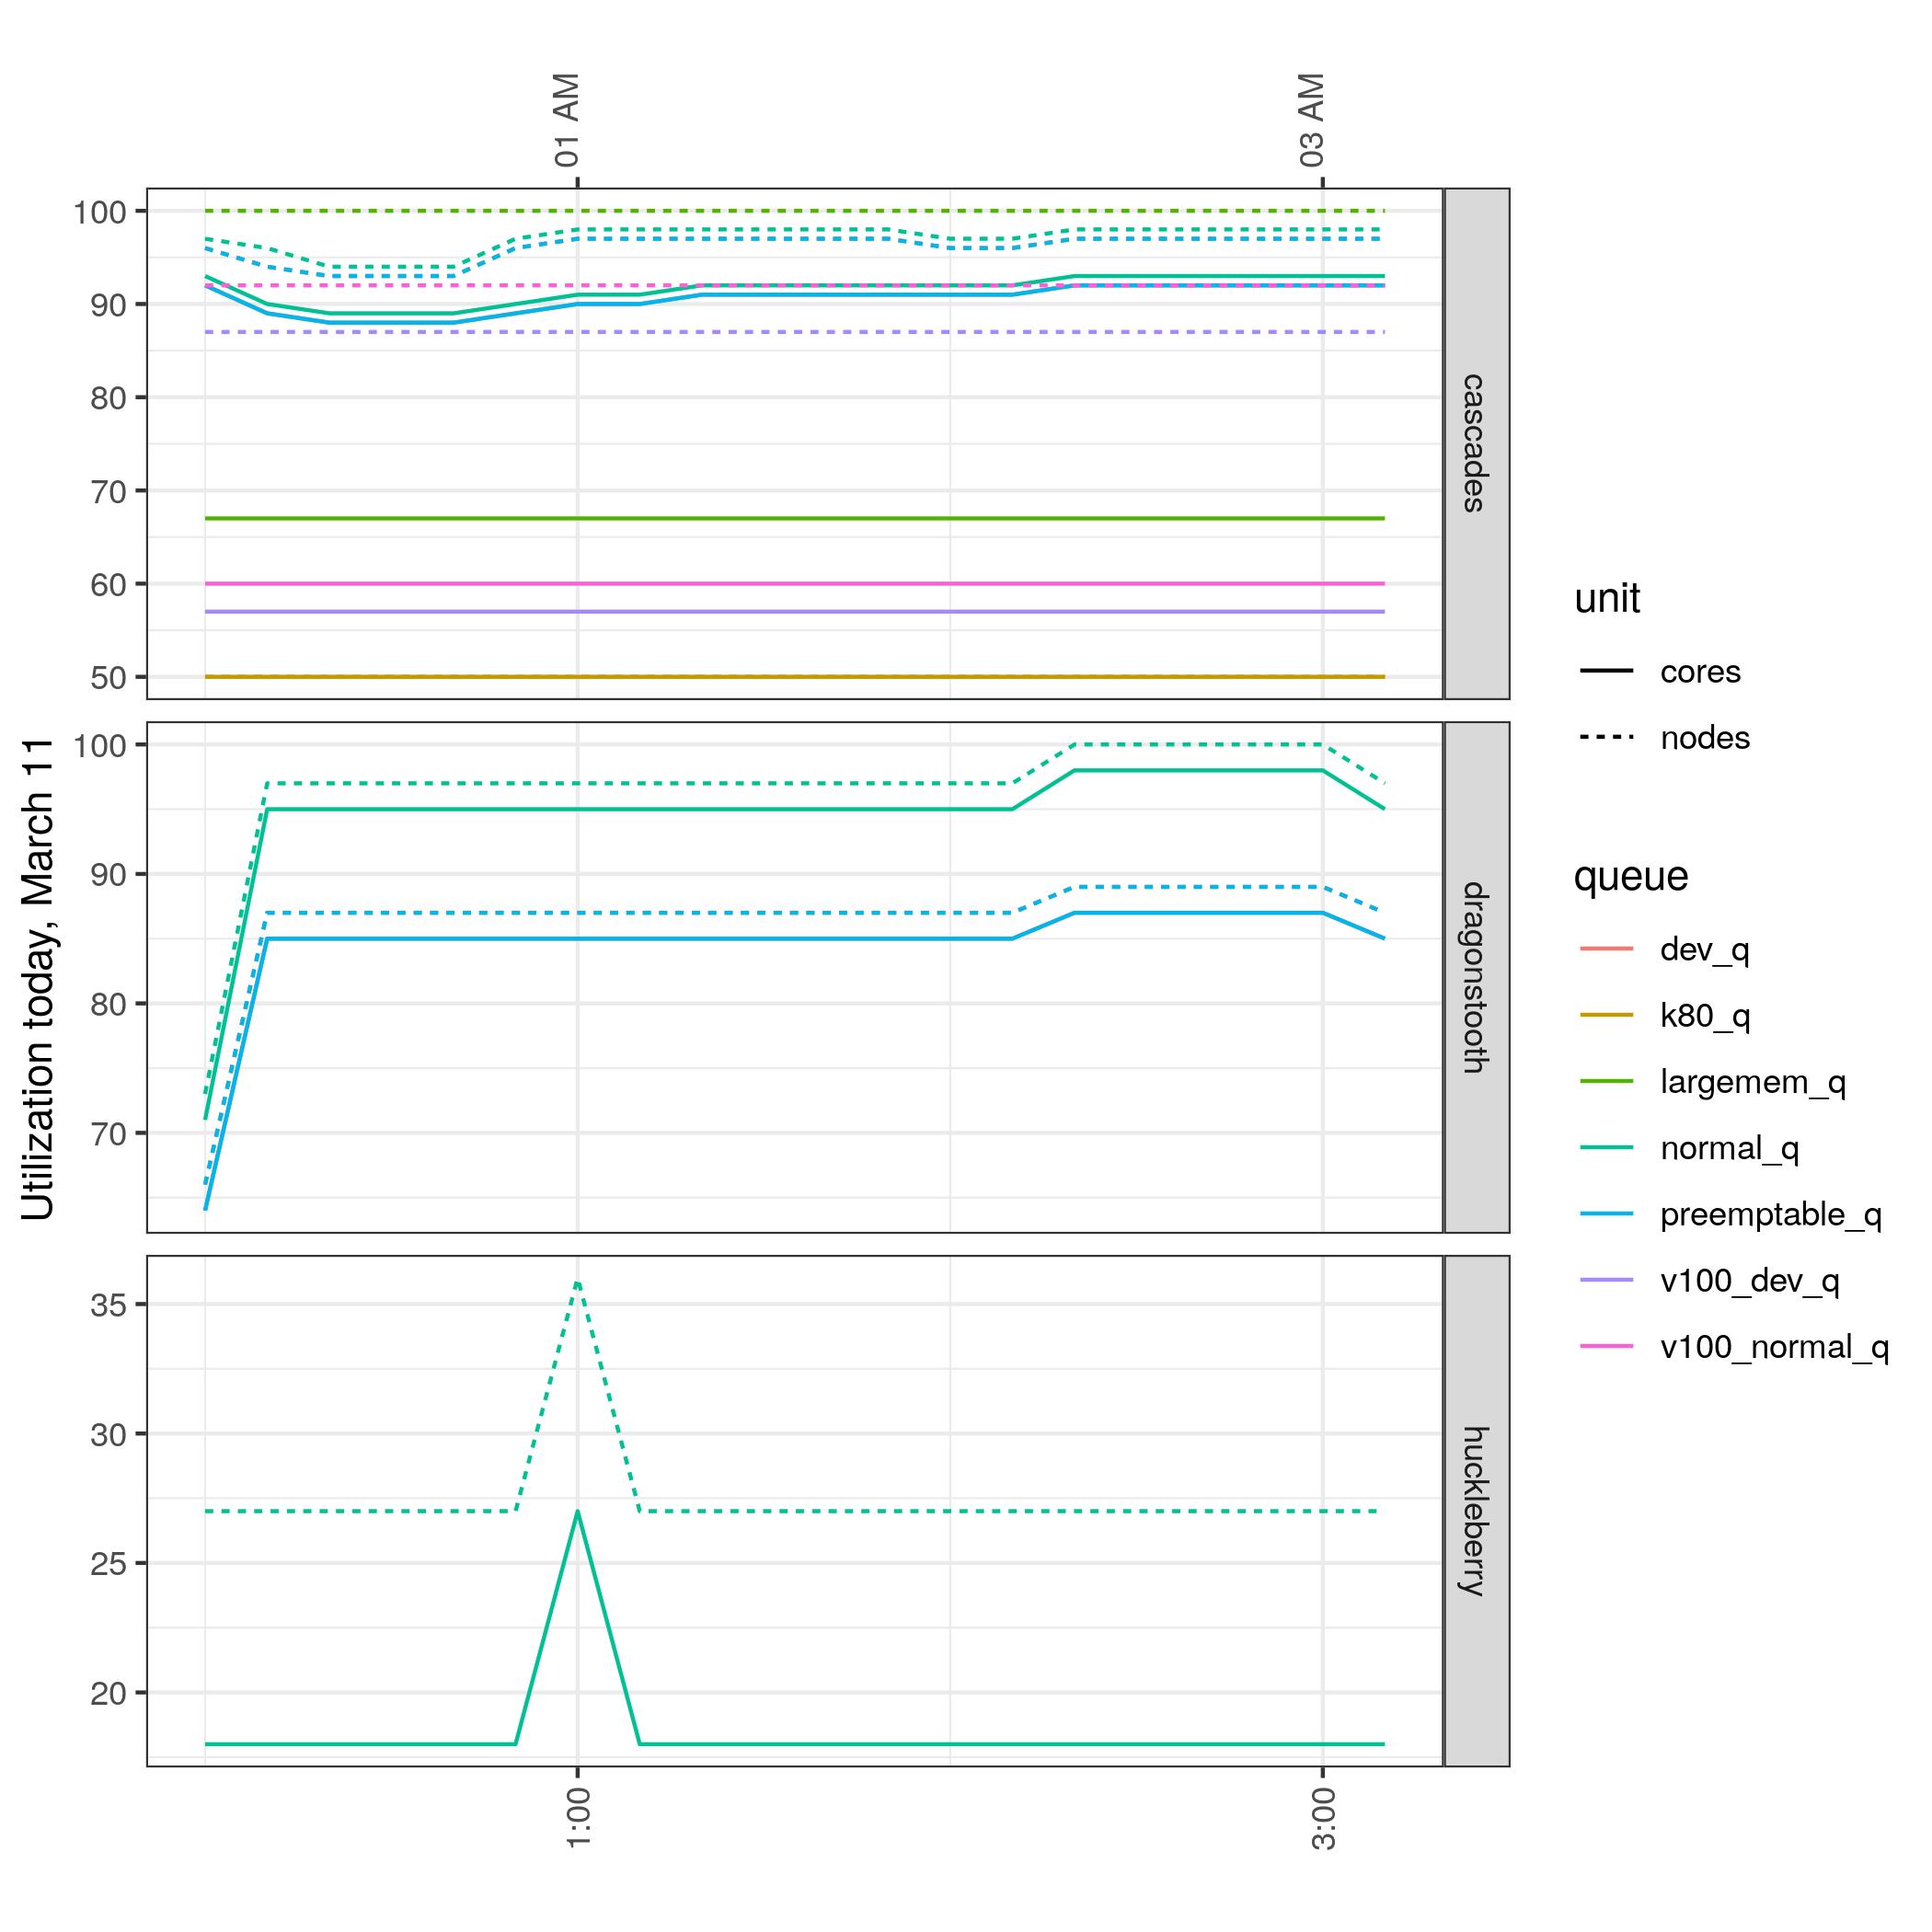 01 AM
03 AM
Utilization today, March 11
100
90
80
70
60
50
cascades
100
90
80
70
dragonstooth
35
30
25
20
huckleberry
1:00
3:00
unit
cores
nodes
queue
dev_q
k80_q
largemem_q
normal_q
preemptable_q
v100_dev_q
v100_normal_q